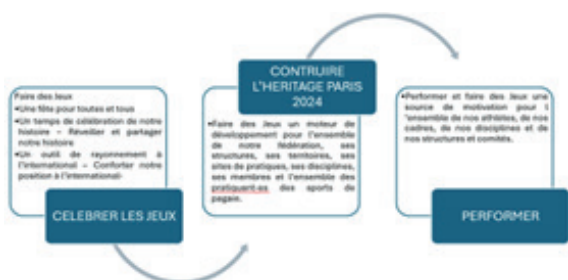 Faire des Jeux
•Une fête pour toutes et tous
•Un temps de célébration de notre
histoire – Réveiller et partager
notre histoire
•Un outil de rayonnement à
l'international – Conforter notre
position à l'international
CELEBRER LES JEUX
CONSTRUIRE
L'HERITAGE PARIS
2024
•Faire des Jeux un moteur de
développement pour l'ensemble
de notre fédération, ses
structures, ses territoires, ses
sites de pratiques, ses disciplines,
ses membres et l'ensemble des
pratiquant·es des sports de
pagaie.
•Performer et faire des Jeux une
source de motivation pour l
'ensemble de nos athlètes, de nos
cadres, de nos disciplines et de
nos structures et comités.
PERFORMER